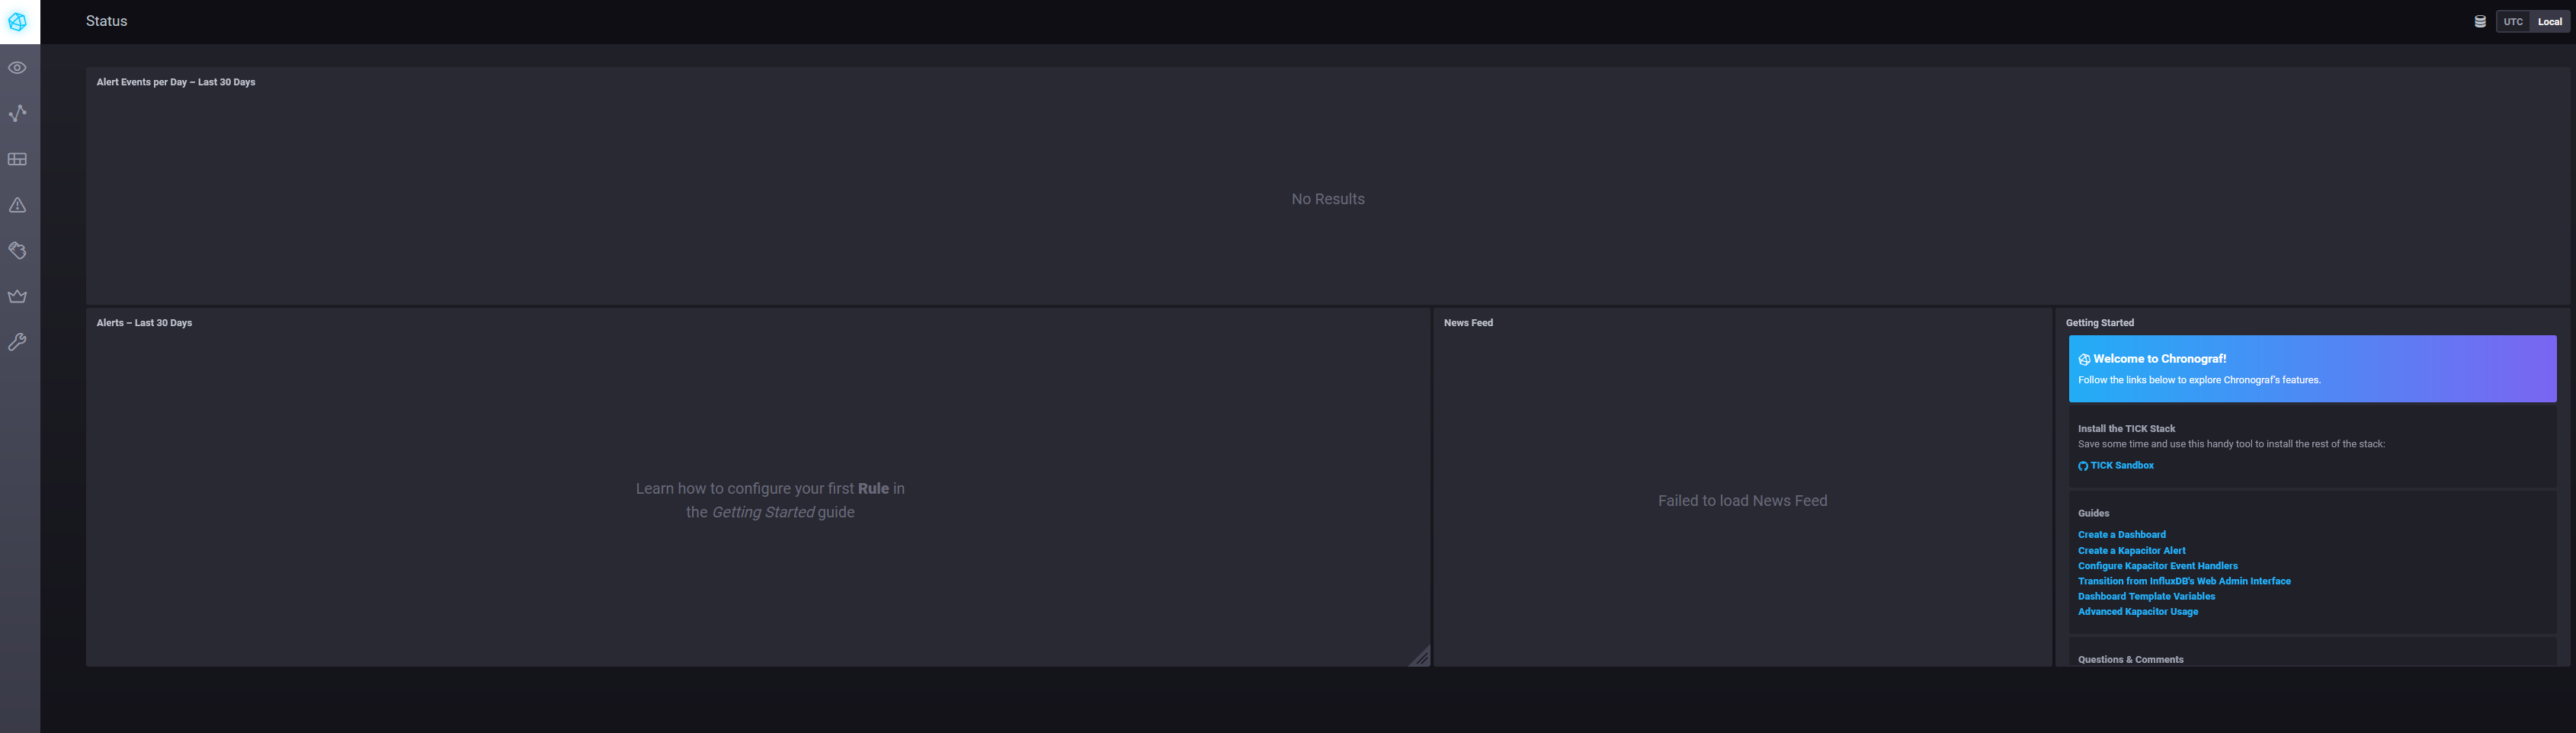 Status
UTC Local
Alert Events per Day – Last 30 Days
No Results
Alerts – Last 30 Days
Learn how to configure your first Rule in
the Getting Started guide
News Feed
Failed to load News Feed
Getting Started
Welcome to Chronograf!
Follow the links below to explore Chronograf's features.
Install the TICK Stack
Save some time and use this handy tool to install the rest of the stack:
TICK Sandbox
Guides
Create a Dashboard
Create a Kapacitor Alert
Configure Kapacitor Event Handlers
Transition from InfluxDB's Web Admin Interface
Dashboard Template Variables
Advanced Kapacitor Usage
Questions & Comments